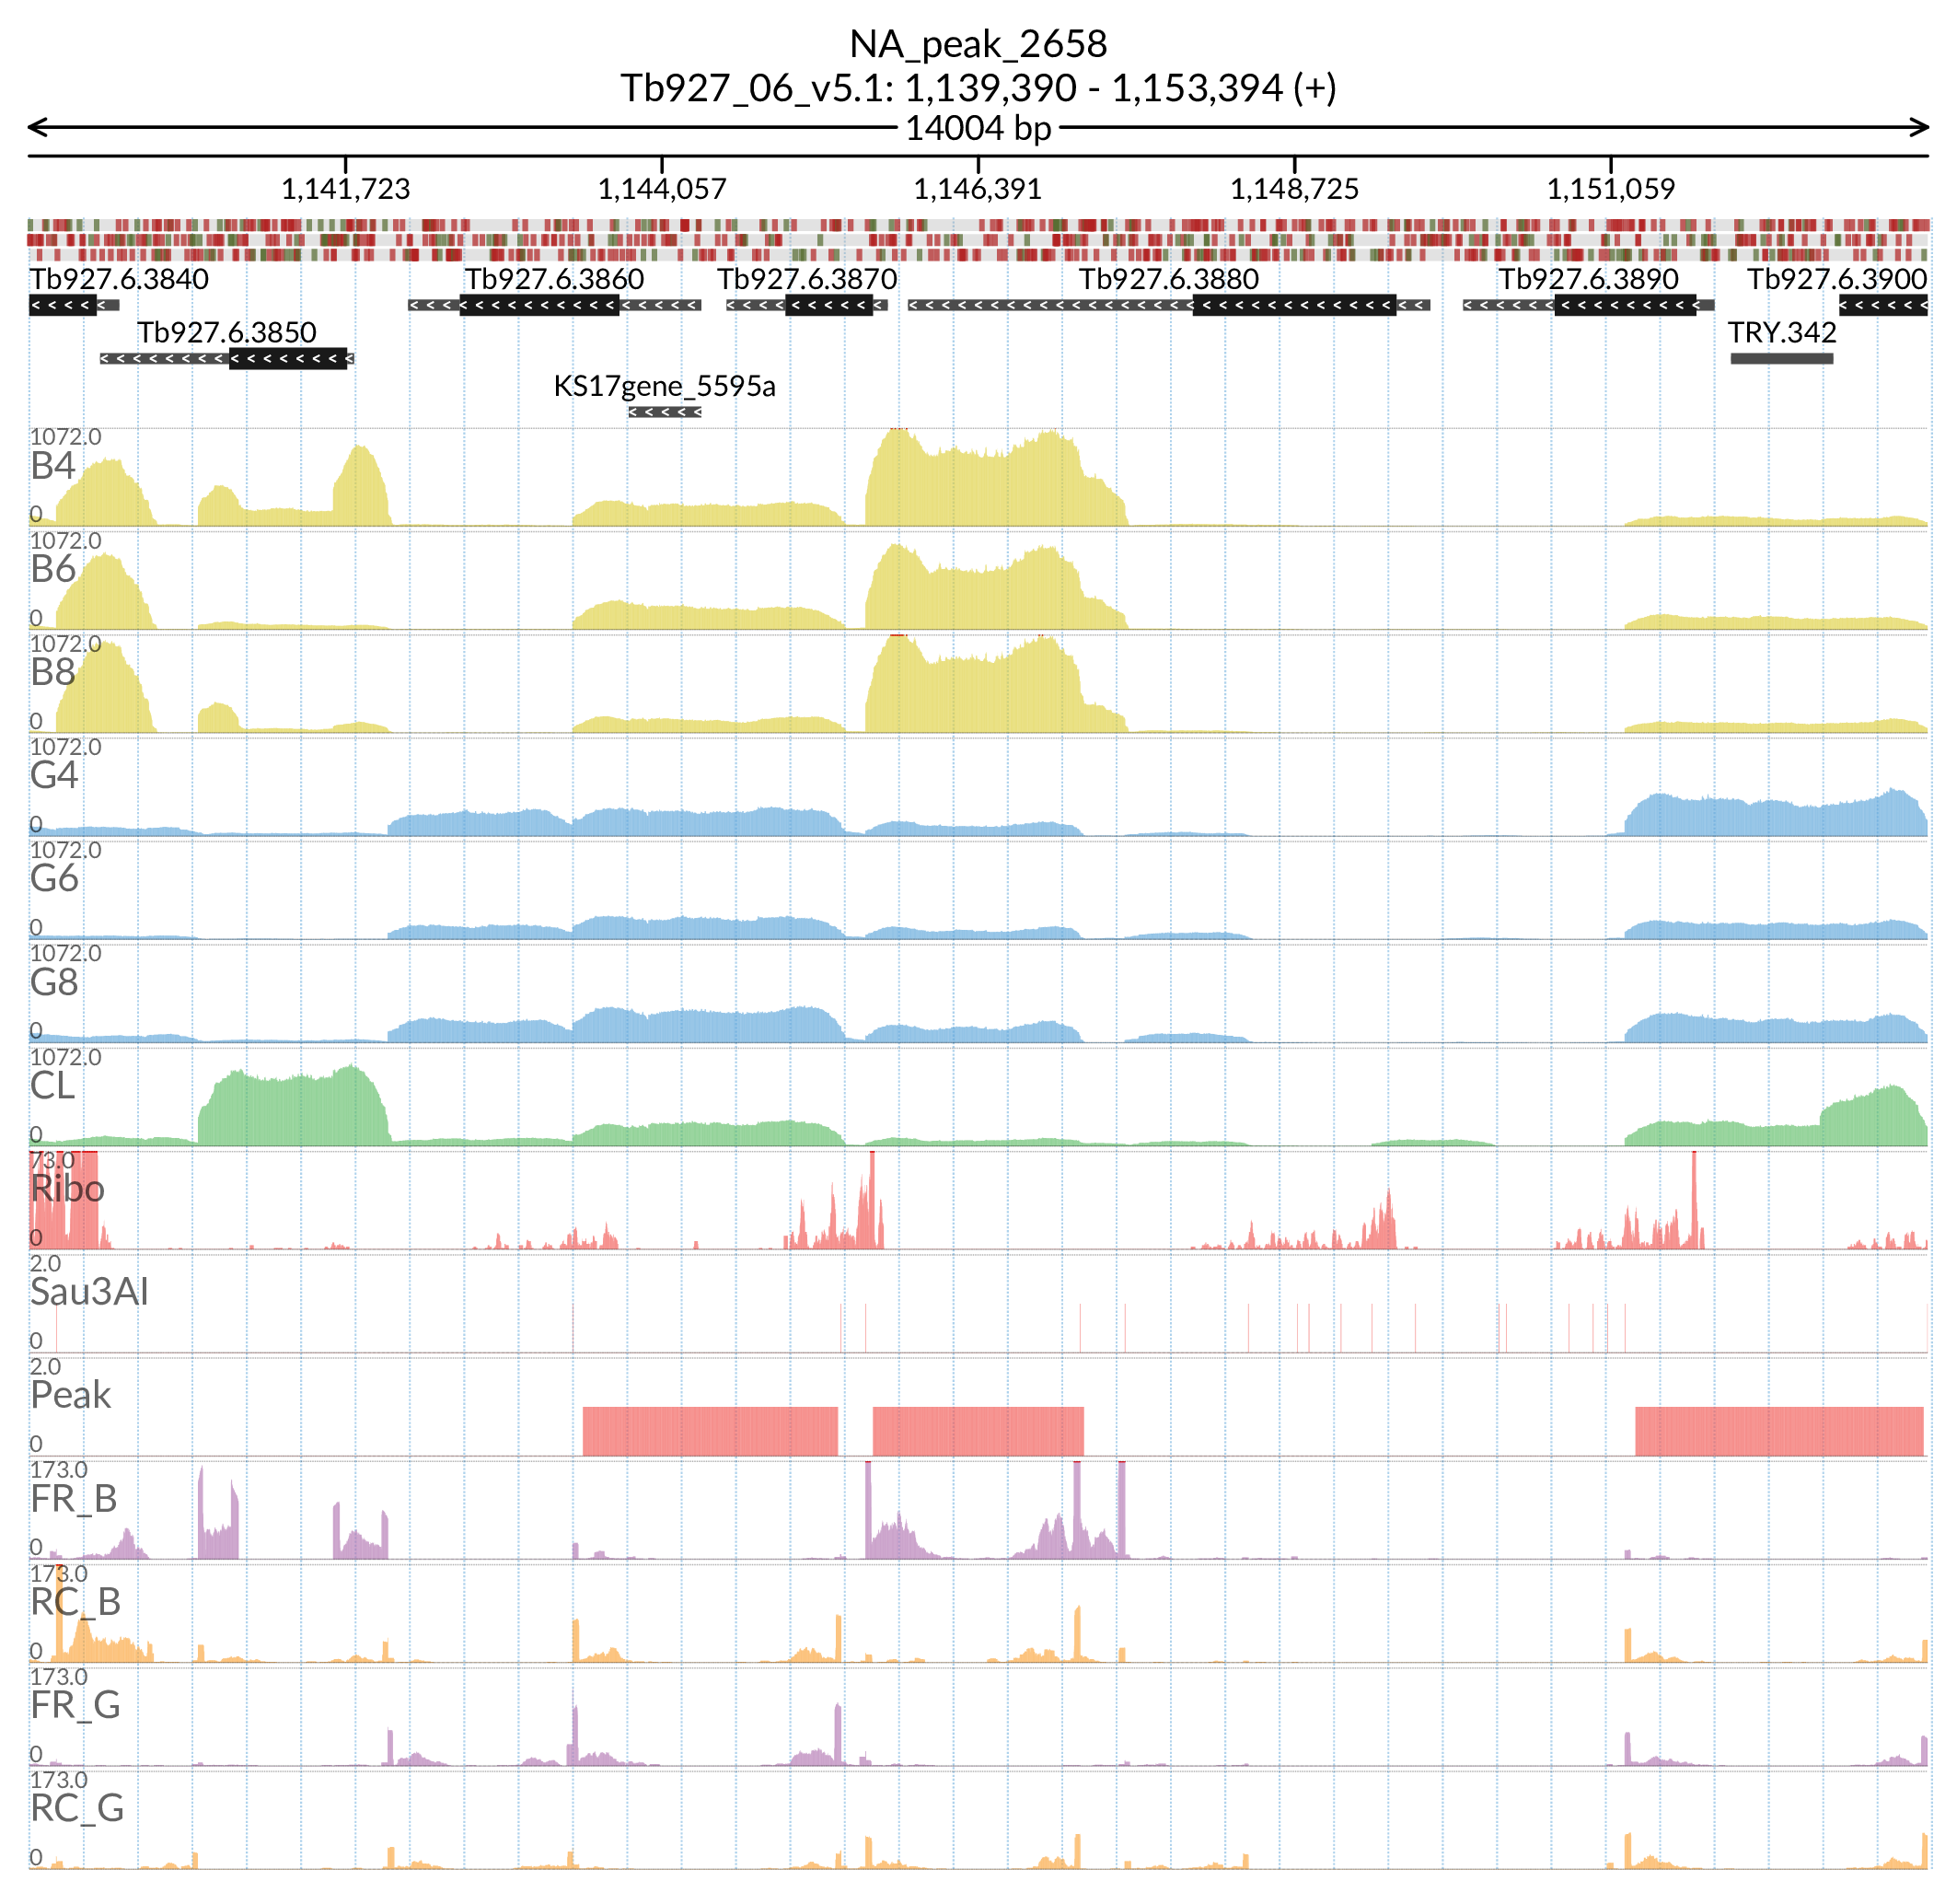 NA_peak_2658
Tb927_06_v5.1: 1,139,390 - 1,153,394 (+)
14004 bp
1,141,723 1,144,057 1,146,391 1,148,725 1,151,059
Tb927.6.3840 Tb927.6.3860 Tb927.6.3870 Tb927.6.3880 Tb927.6.3890 Tb927.6.3900
Tb927.6.3850 TRY.342
KS17gene_5595a
1072.0
B4
0
1072.0
B6
0
1072.0
B8
0
1072.0
G4
0
1072.0
G6
0
1072.0
G8
0
1072.0
CL
0
73.0
Ribo
0
2.0
Sau3AI
0
2.0
Peak
0
173.0
FR_B
0
173.0
RC_B
0
173.0
FR_G
0
173.0
RC_G
0